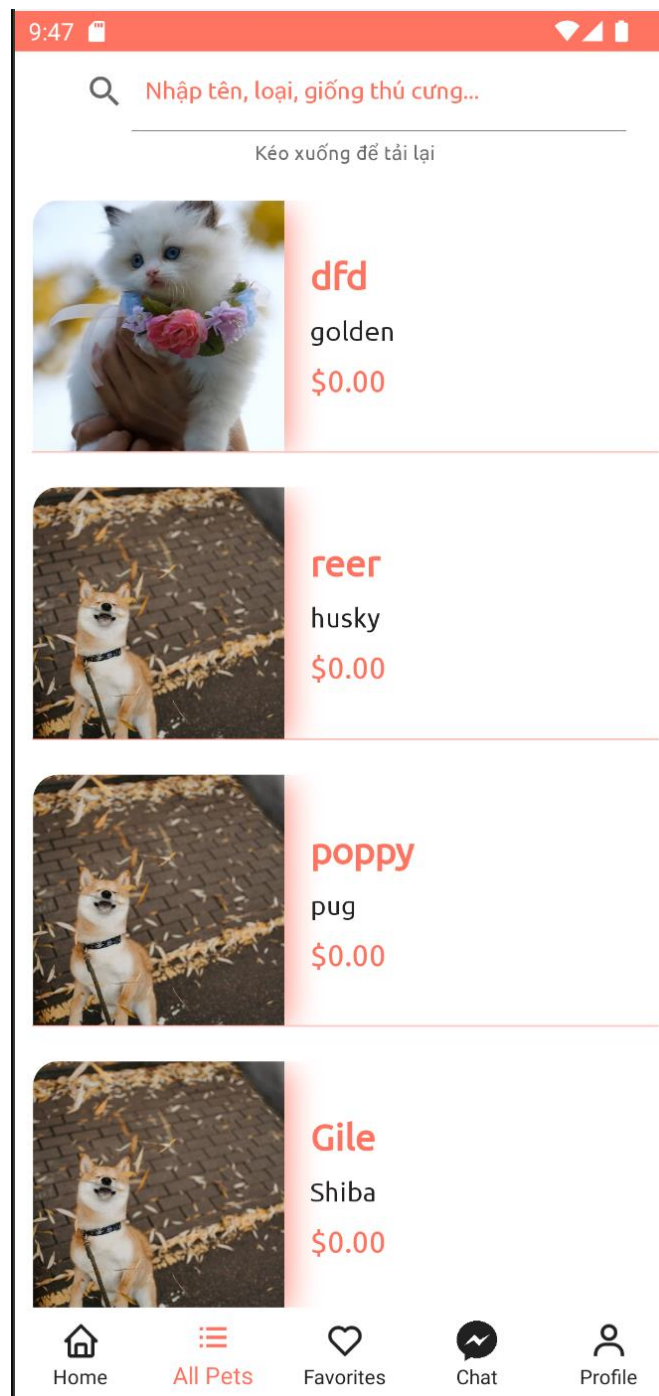 9:47
Nhập tên, loại, giống thú cưng...
Kéo xuống để tải lại
dfd
golden
$0.00
reer
husky
$0.00
poppy
pug
$0.00
Gile
Shiba
$0.00
Home All Pets Favorites Chat Profile